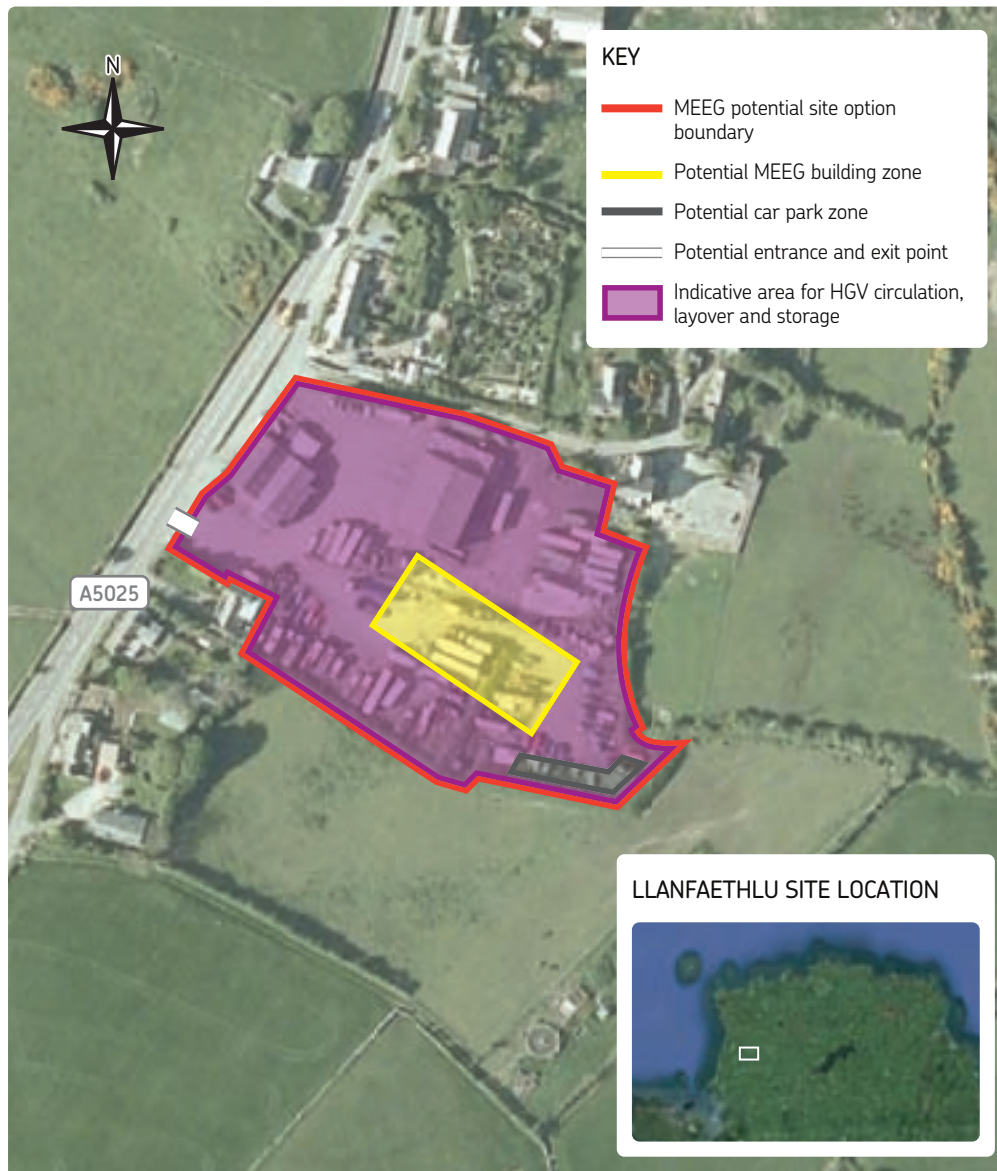 N
KEY
MEEG potential site option
boundary
Potential MEEG building zone
Potential car park zone
Potential entrance and exit point
Indicative area for HGV circulation,
layover and storage
A5025
LLANFAETHLU SITE LOCATION